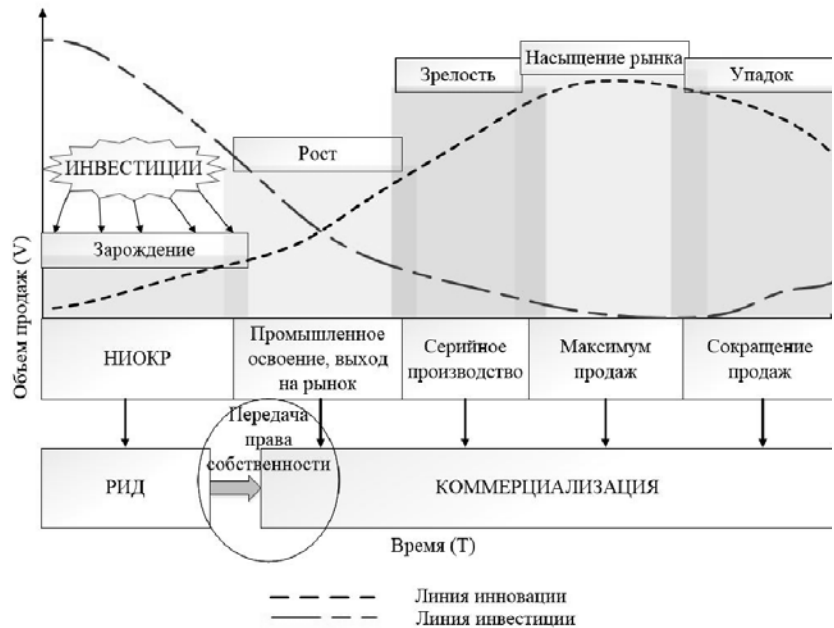 Объем продаж (V)
Насыщение рынка
Зрелость
Упадок
ИНВЕСТИЦИИ
Рост
Зарождение
НИОКР
Промышленное
освоение, выход
на рынок
Серийное
производство
Максимум
продаж
Сокращение
продаж
Передача
права
собственности
РИД
КОММЕРЦИАЛИЗАЦИЯ
Время (Т)
Линия инновации
Линия инвестиции